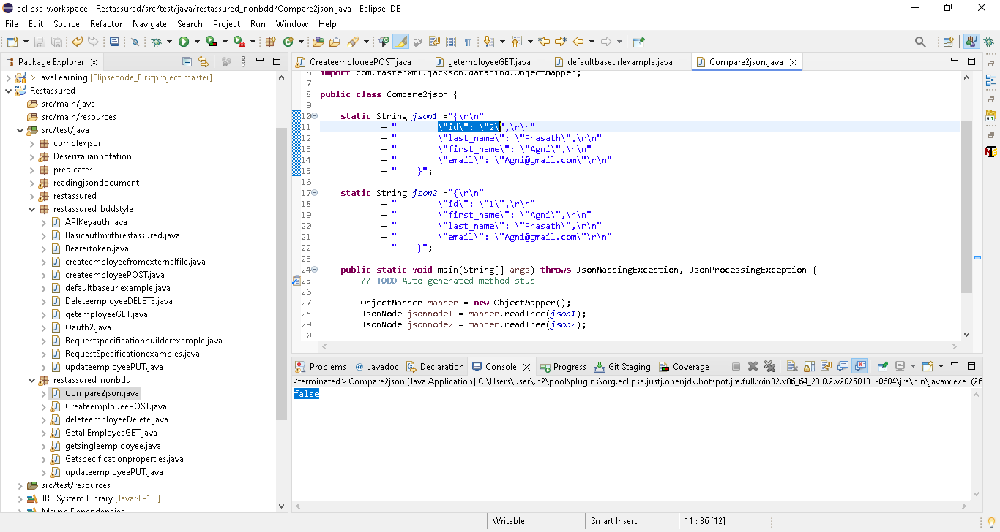 eclipse-workspace - Restassured/src/test/java/restassured_nonbdd/Compare2json.java - Eclipse IDE
File Edit Source Refactor Navigate Search Project Run Window Help
Package Explorer
> JavaLearning [Elipsecode_Firstproject master]
Restassured
src/main/java
src/main/resources
src/test/java
complexjson
Deserizaliannotation
predicates
readingjsondocument
restassured
restassured_bddstyle
APIKeyauth.java
Basicauthwithrestassured.java
Bearertoken.java
createemployeefromexternalfile.java
createemployeePOST.java
defaultbaseurlexample.java
DeleteemployeeDELETE.java
getemployeeGET.java
Oauth2.java
Requestspecificationbuilderexample.java
RequestSpecificationexamples.java
updateemployeePUT.java
restassured_nonbdd
Compare2json.java
CreateemploueePOST.java
deleteemployeeDelete.java
GetallEmployeeGET.java
getsingleemplooyee.java
Getspecificationproperties.java
updateemployeePUT.java
src/test/resources
JRE System Library [JavaSE-1.8]
Maven Dependencies
CreateemploueePOST.java getemployeeGET.java defaultbaseurlexample.java Compare2json.java
6 import com.fasterxml.jackson.databind.ObjectMapper;
7
8 public class Compare2json {
9
10 static String json1 ="{\r\n"
11 + " \"id\": \"2\",\r\n"
12 + " \"last_name\": \"Prasath\",\r\n"
13 + " \"first_name\": \"Agni\",\r\n"
14 + " \"email\": \"Agni@gmail.com\"\r\n"
15 + " }";
16
17 static String json2 ="{\r\n"
18 + " \"id\": \"1\",\r\n"
19 + " \"first_name\": \"Agni\",\r\n"
20 + " \"last_name\": \"Prasath\",\r\n"
21 + " \"email\": \"Agni@gmail.com\"\r\n"
22 + " }";
23
24 public static void main(String[] args) throws JsonMappingException, JsonProcessingException {
25 // TODO Auto-generated method stub
26
27 ObjectMapper mapper = new ObjectMapper();
28 JsonNode jsonnode1 = mapper.readTree(json1);
29 JsonNode jsonnode2 = mapper.readTree(json2);
30
Problems @ Javadoc Declaration Console Progress Git Staging Coverage
<terminated> Compare2json [Java Application] C:\Users\user\.p2\pool\plugins\org.eclipse.justj.openjdk.hotspot.jre.full.win32.x86_64_23.0.2.v20250131-0604\jre\bin\javaw.exe (26
false
Writable Smart Insert 11 : 36 [12]